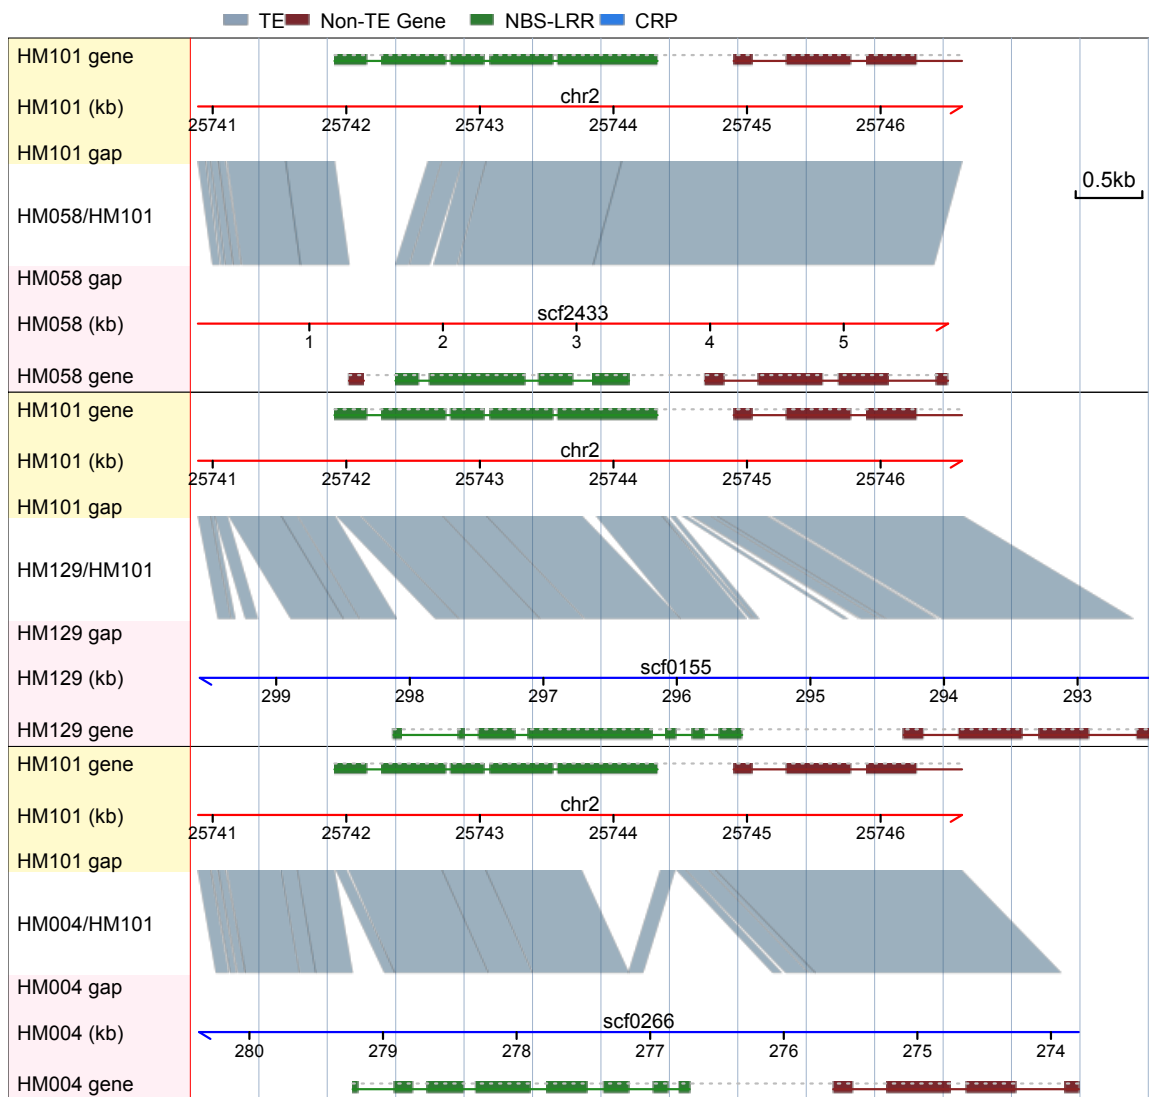 TE Non-TE Gene NBS-LRR CRP
HM101 gene
HM101 (kb) chr2
25741 25742 25743 25744 25745 25746
HM101 gap
0.5kb
HM058/HM101
HM058 gap
HM058 (kb) scf2433
1 2 3 4 5
HM058 gene
HM101 gene
HM101 (kb) chr2
25741 25742 25743 25744 25745 25746
HM101 gap
HM129/HM101
HM129 gap
HM129 (kb) scf0155
299 298 297 296 295 294 293
HM129 gene
HM101 gene
HM101 (kb) chr2
25741 25742 25743 25744 25745 25746
HM101 gap
HM004/HM101
HM004 gap
HM004 (kb) scf0266
280 279 278 277 276 275 274
HM004 gene